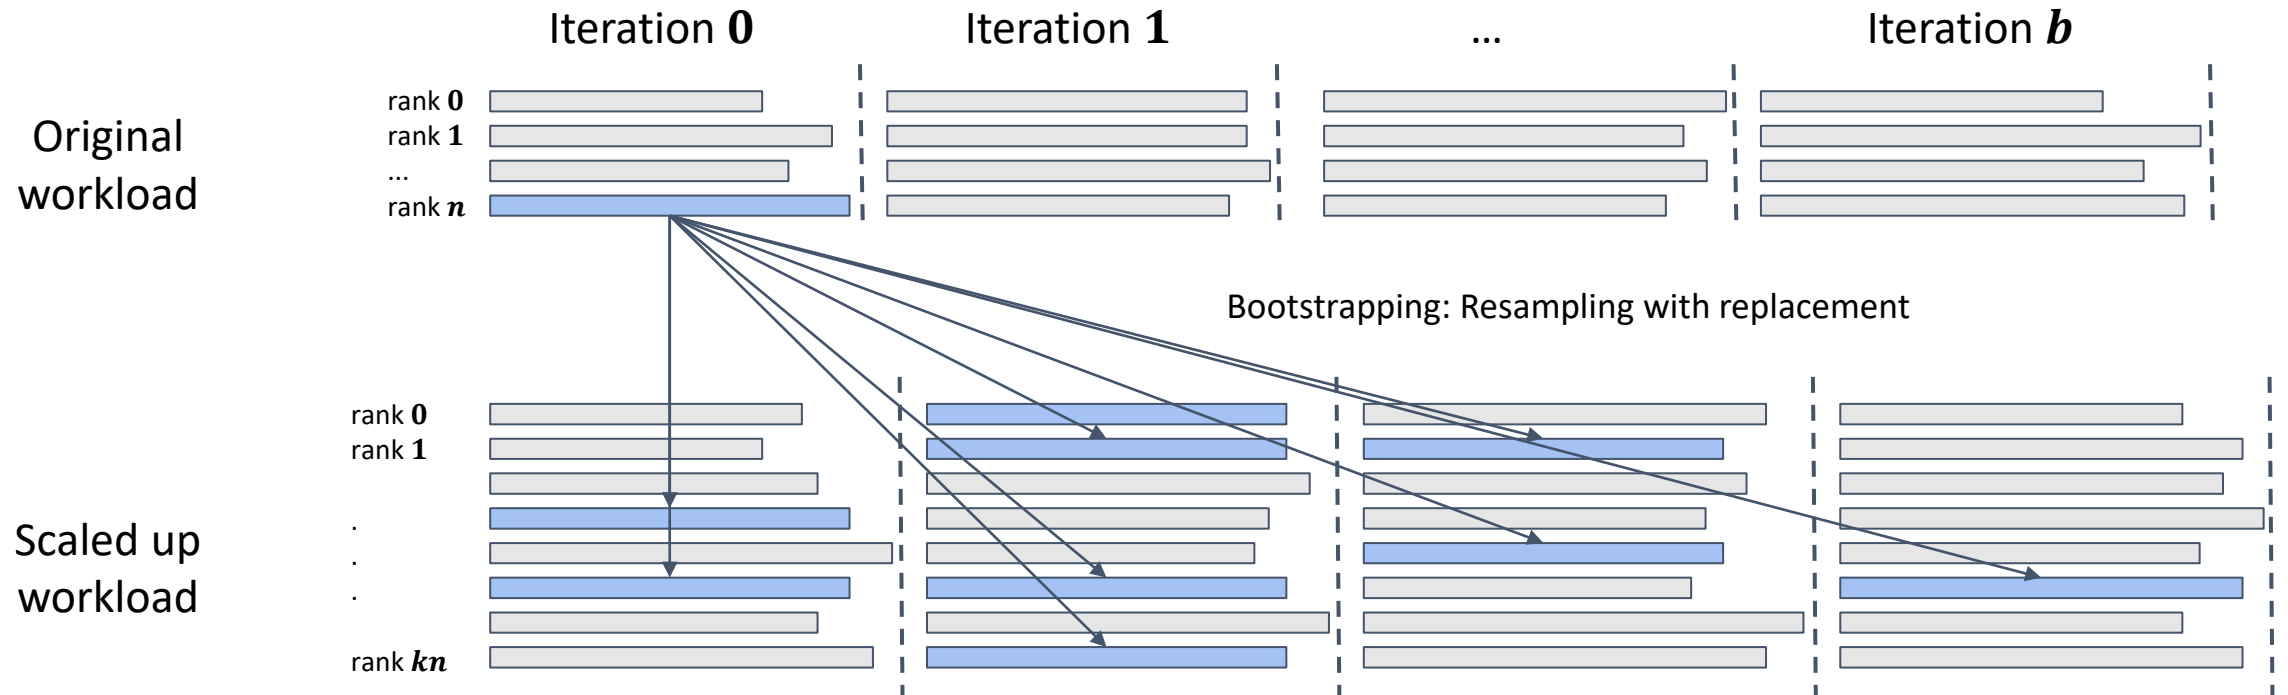 Iteration 0
Iteration 1
...
Iteration b
Original
workload
rank 0
rank 1
...
rank n
Bootstrapping: Resampling with replacement
Scaled up
workload
rank 0
rank 1
.
.
.
rank kn